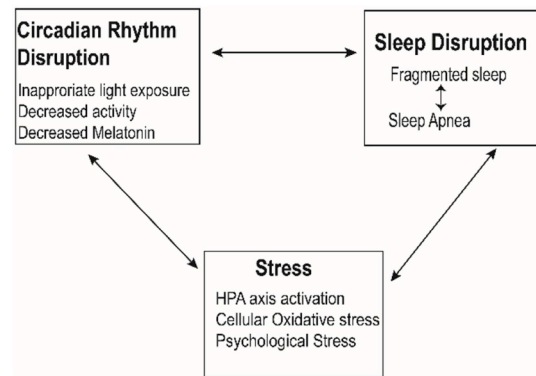 Circadian Rhythm
Disruption
Inapproriate light exposure
Decreased activity
Decreased Melatonin
Sleep Disruption
Fragmented sleep
Sleep Apnea
Stress
HPA axis activation
Cellular Oxidative stress
Psychological Stress